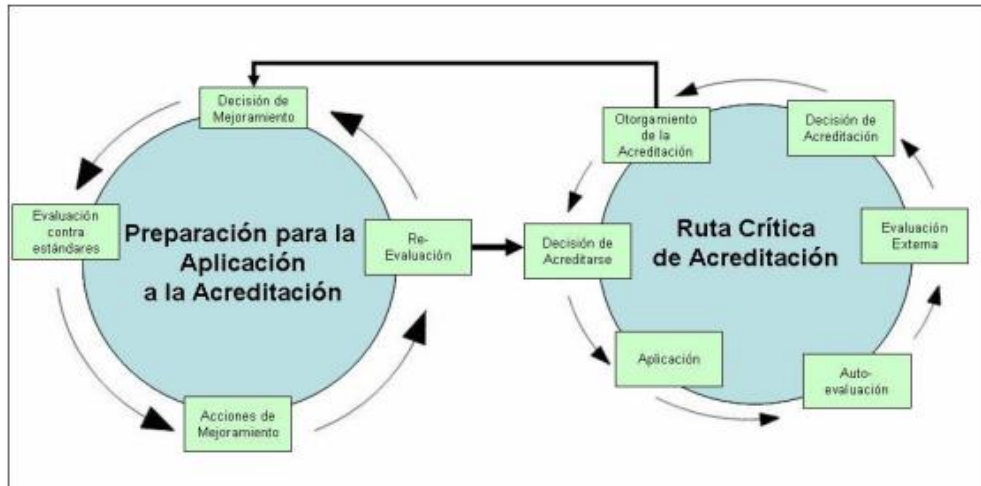 Decisión de
Mejoramiento
Evaluación
contra
estándares
Preparación para la
Aplicación
a la Acreditación
Re-
Evaluación
Acciones de
Mejoramiento
Otorgamiento
de la
Acreditación
Decisión de
Acreditación
Decisión de
Acreditarse
Ruta Crítica
de Acreditación
Evaluación
Externa
Aplicación
Auto-
evaluación